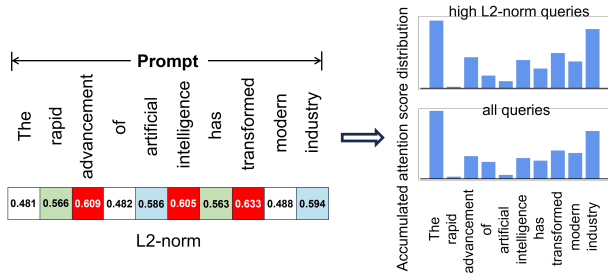 Prompt
The
rapid
advancement
of
artificial
intelligence
has
transformed
modern
industry
0.481 0.566 0.609 0.482 0.586 0.605 0.563 0.633 0.488 0.594
L2-norm
Accumulated attention score distribution
high L2-norm queries
all queries
The
rapid
advancement
of
artificial
intelligence
has
transformed
modern
industry